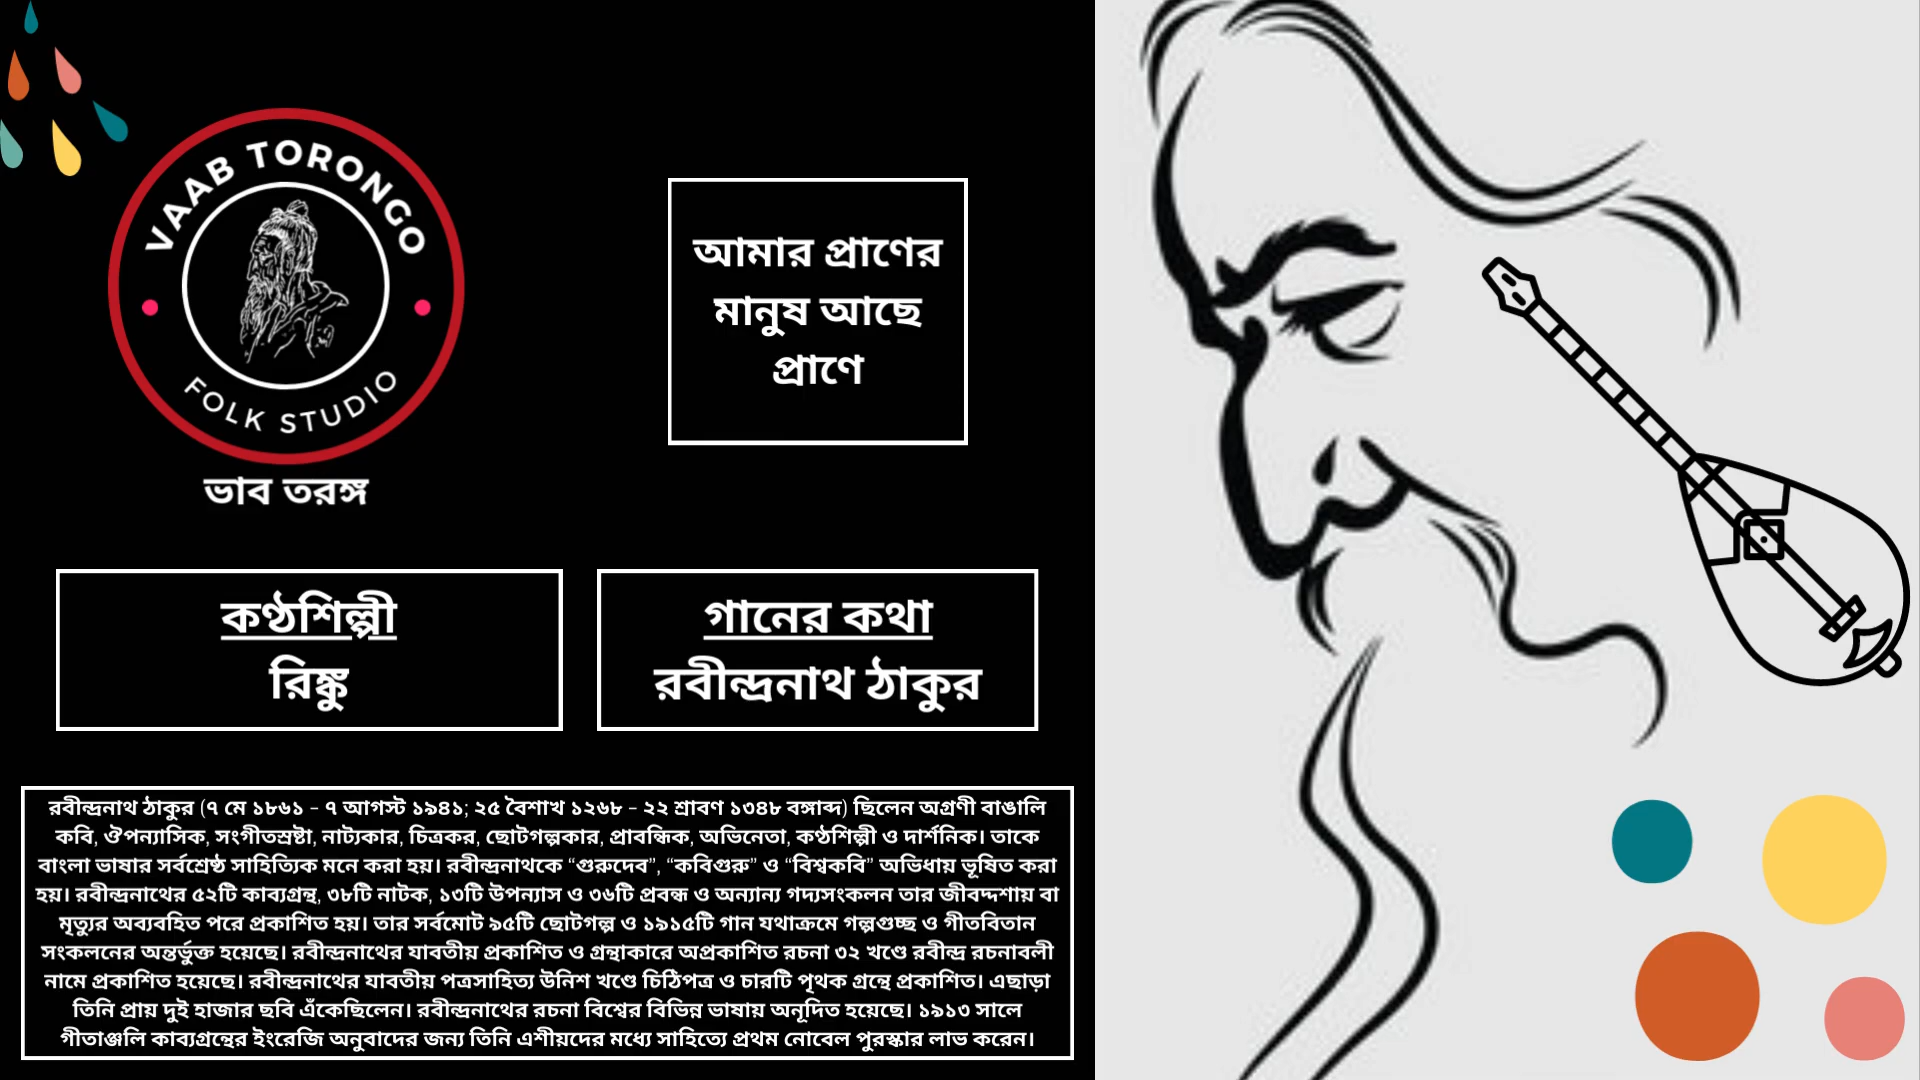 VAAB TORONGO
FOLK STUDIO
ভাব তরঙ্গ
আমার প্রাণের
মানুষ আছে
প্রাণে
কণ্ঠশিল্পী
রিঙ্কু
গানের কথা
রবীন্দ্রনাথ ঠাকুর
রবীন্দ্রনাথ ঠাকুর (৭ মে ১৮৬১ – ৭ আগস্ট ১৯৪১; ২৫ বৈশাখ ১২৬৮ – ২২ শ্রাবণ ১৩৪৮ বঙ্গাব্দ) ছিলেন অগ্রণী বাঙালি
কবি, ঔপন্যাসিক, সংগীতস্রষ্টা, নাট্যকার, চিত্রকর, ছোটগল্পকার, প্রাবন্ধিক, অভিনেতা, কণ্ঠশিল্পী ও দার্শনিক। তাকে
বাংলা ভাষার সর্বশ্রেষ্ঠ সাহিত্যিক মনে করা হয়। রবীন্দ্রনাথকে “গুরুদেব”, “কবিগুরু” ও “বিশ্বকবি” অভিধায় ভূষিত করা
হয়। রবীন্দ্রনাথের ৫২টি কাব্যগ্রন্থ, ৩৮টি নাটক, ১৩টি উপন্যাস ও ৩৬টি প্রবন্ধ ও অন্যান্য গদ্যসংকলন তার জীবদ্দশায় বা
মৃত্যুর অব্যবহিত পরে প্রকাশিত হয়। তার সর্বমোট ৯৫টি ছোটগল্প ও ১৯১৫টি গান যথাক্রমে গল্পগুচ্ছ ও গীতবিতান
সংকলনের অন্তর্ভুক্ত হয়েছে। রবীন্দ্রনাথের যাবতীয় প্রকাশিত ও গ্রন্থাকারে অপ্রকাশিত রচনা ৩২ খণ্ডে রবীন্দ্র রচনাবলী
নামে প্রকাশিত হয়েছে। রবীন্দ্রনাথের যাবতীয় পত্রসাহিত্য উনিশ খণ্ডে চিঠিপত্র ও চারটি পৃথক গ্রন্থে প্রকাশিত। এছাড়া
তিনি প্রায় দুই হাজার ছবি এঁকেছিলেন। রবীন্দ্রনাথের রচনা বিশ্বের বিভিন্ন ভাষায় অনূদিত হয়েছে। ১৯১৩ সালে
গীতাঞ্জলি কাব্যগ্রন্থের ইংরেজি অনুবাদের জন্য তিনি এশীয়দের মধ্যে সাহিত্যে প্রথম নোবেল পুরস্কার লাভ করেন।